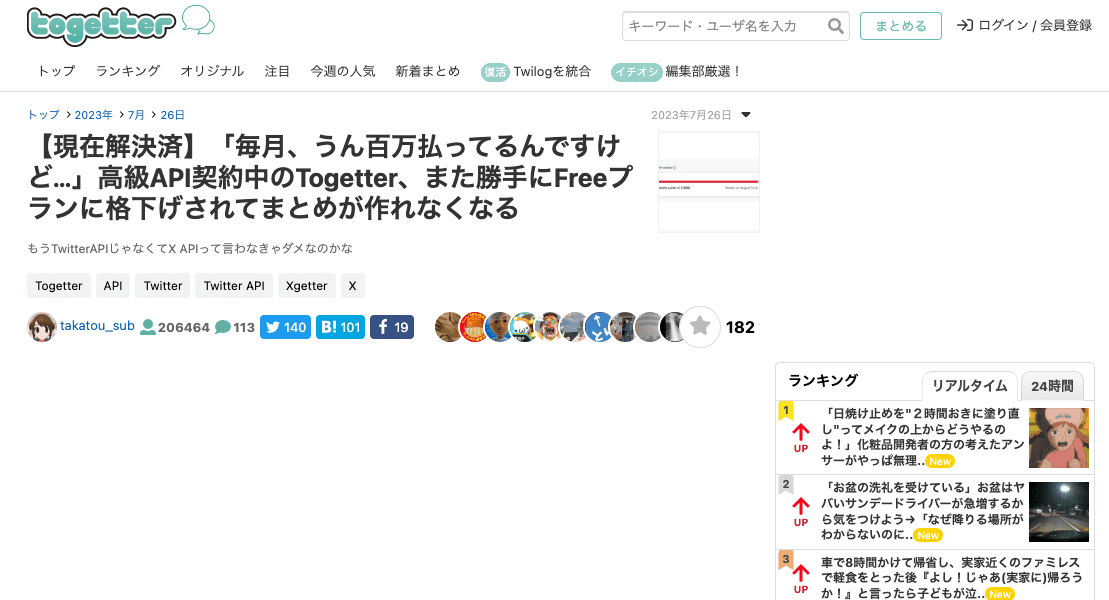 togetter
キーワード・ユーザ名を入力
まとめる
ログイン / 会員登録
トップ ランキング オリジナル 注目 今週の人気 新着まとめ 復活 Twilogを統合 イチオシ 編集部厳選！
トップ 2023年 7月 26日
2023年7月26日
【現在解決済】「毎月、うん百万払ってるんですけ
ど…」高級API契約中のTogetter、また勝手にFreeプ
ランに格下げされてまとめが作れなくなる
もうTwitterAPIじゃなくてX APIって言わなきゃダメなのかな
Togetter API Twitter Twitter API Xgetter X
takatou_sub 206464 113 140 B! 101 f 19 182
ランキング リアルタイム 24時間
1
UP
「日焼け止めを"２時間おきに塗り直
し"ってメイクの上からどうやるの
よ！」化粧品開発者の方の考えたアン
サーがやっぱ無理.. New
2
UP
「お盆の洗礼を受けている」お盆はヤ
バいサンデードライバーが急増するか
ら気をつけよう→「なぜ降りる場所が
わからないのに.. New
3
UP
車で8時間かけて帰省し、実家近くのファミレス
で軽食をとった後『よし！じゃあ(実家に)帰ろう
か！』と言ったら子どもが泣.. New